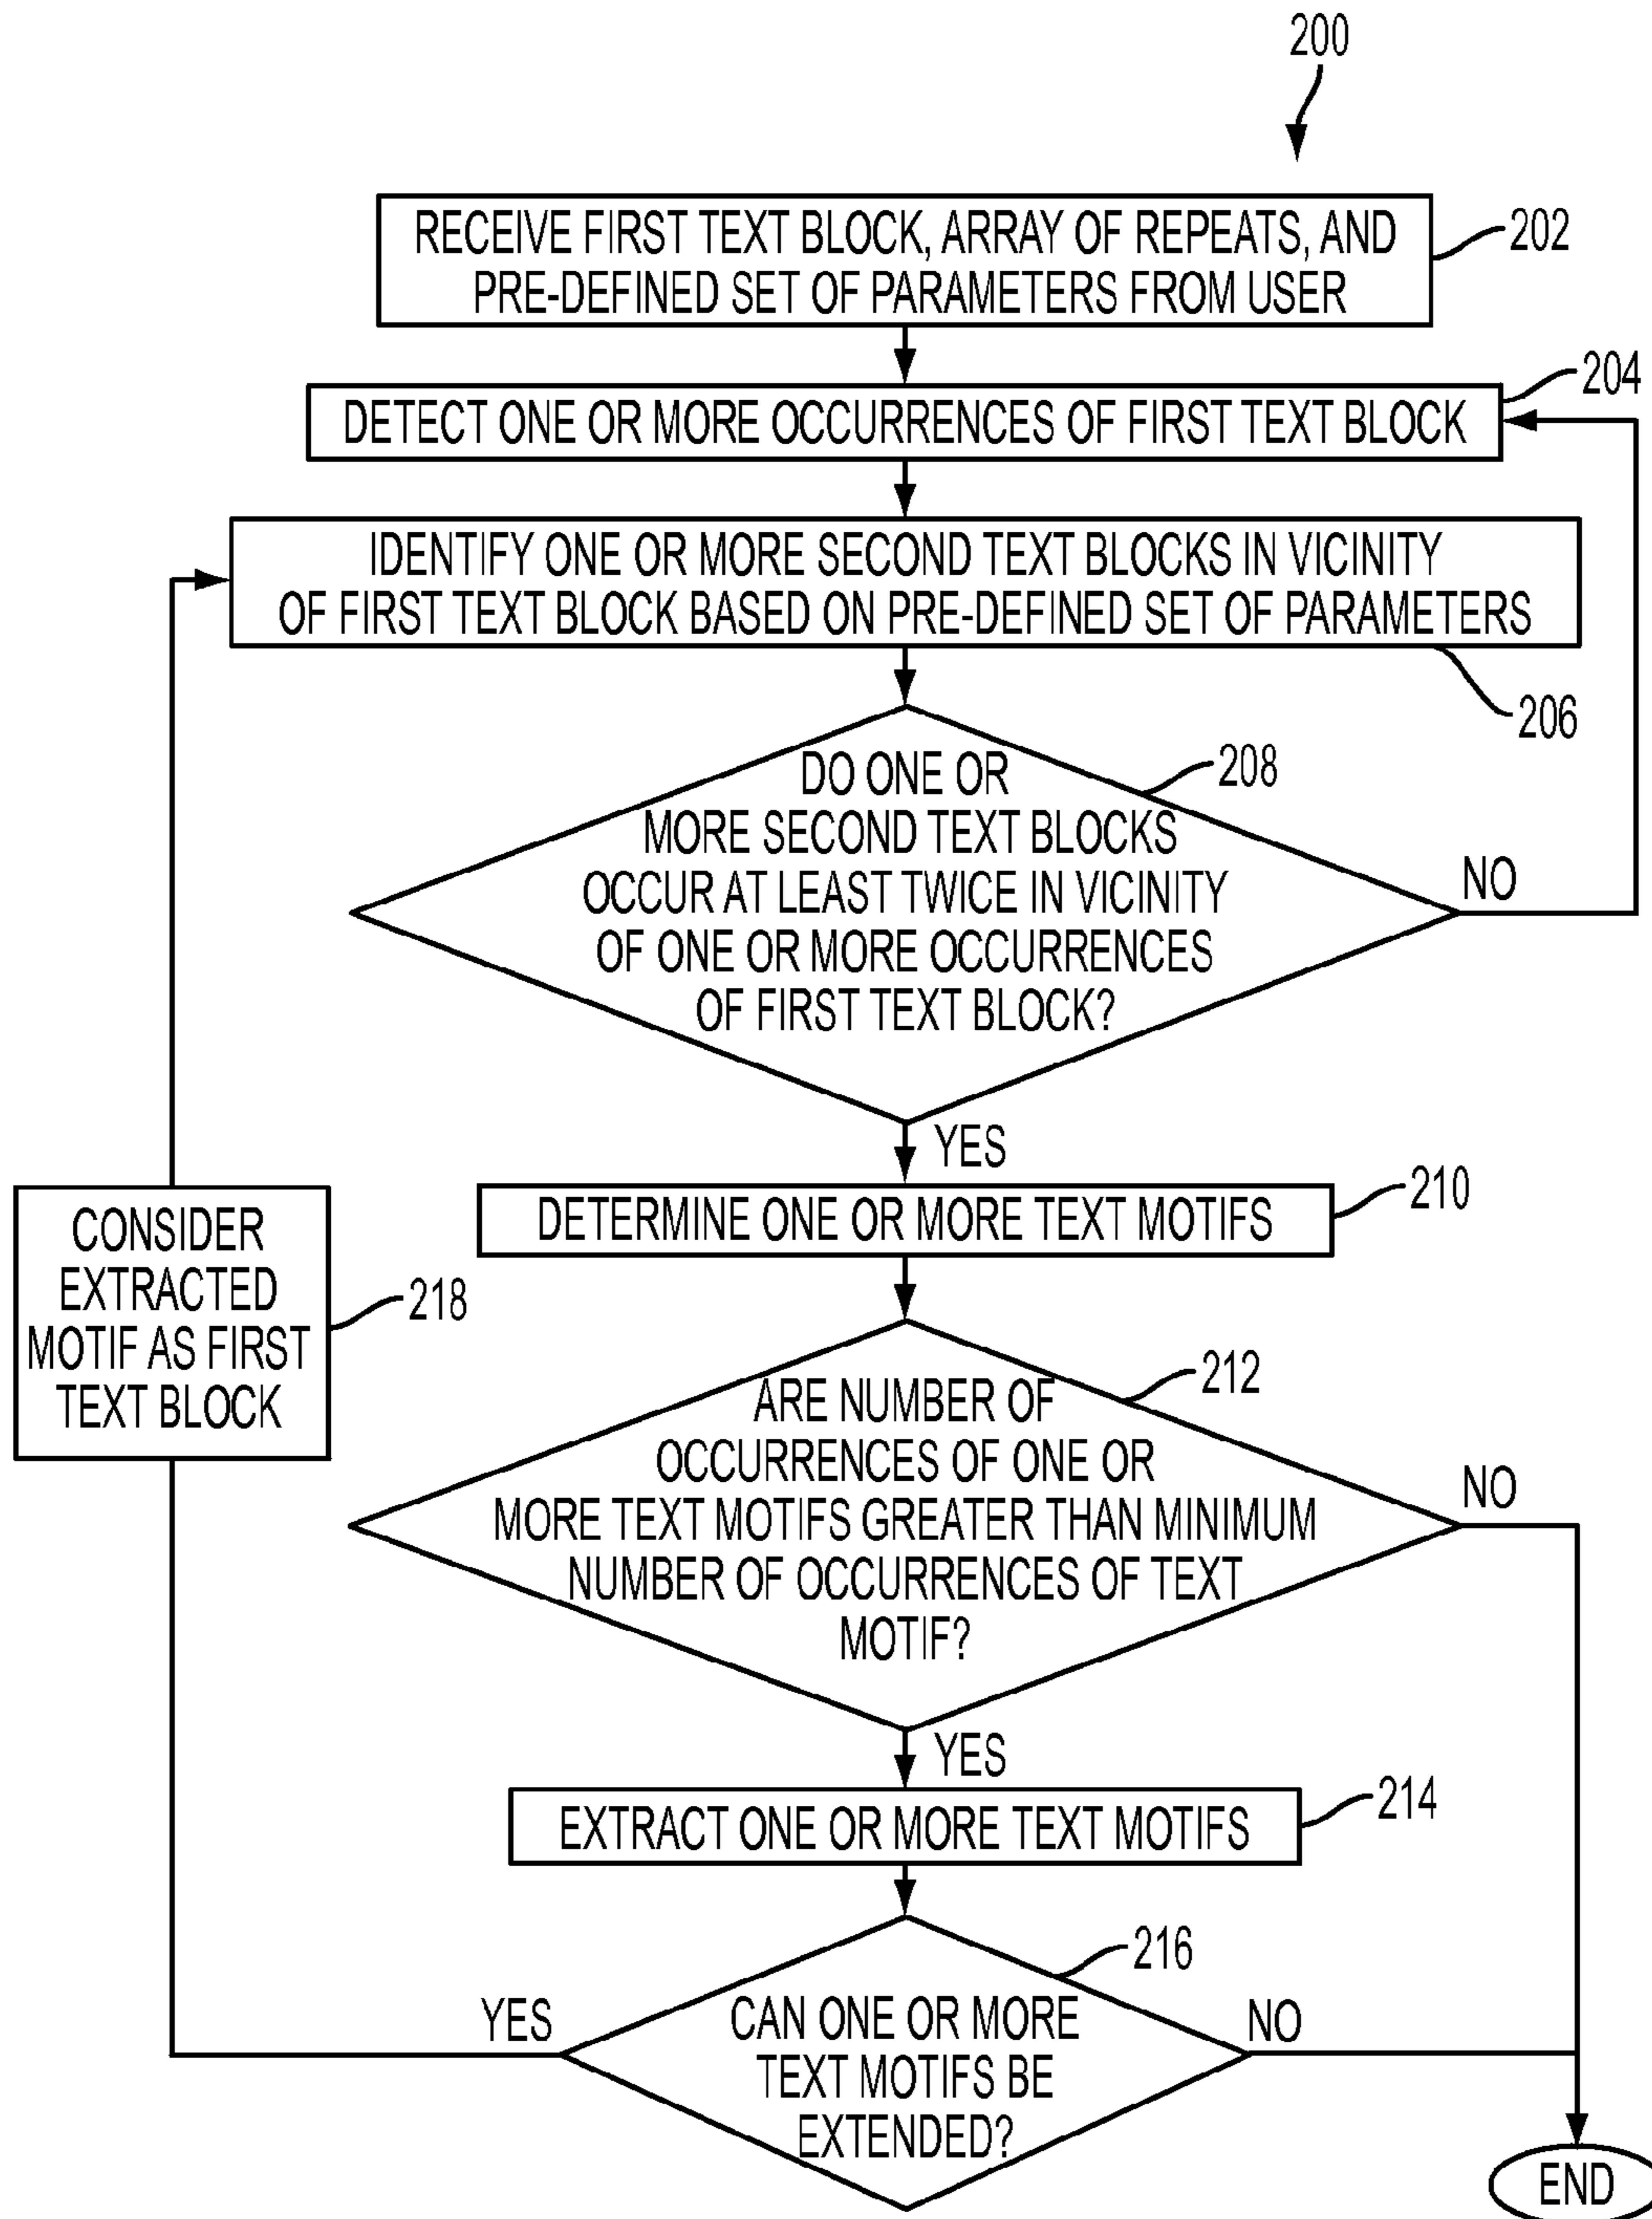 200
RECEIVE FIRST TEXT BLOCK, ARRAY OF REPEATS, AND
PRE-DEFINED SET OF PARAMETERS FROM USER
202
204
DETECT ONE OR MORE OCCURRENCES OF FIRST TEXT BLOCK
IDENTIFY ONE OR MORE SECOND TEXT BLOCKS IN VICINITY
OF FIRST TEXT BLOCK BASED ON PRE-DEFINED SET OF PARAMETERS
206
208
DO ONE OR
MORE SECOND TEXT BLOCKS
OCCUR AT LEAST TWICE IN VICINITY
OF ONE OR MORE OCCURRENCES
OF FIRST TEXT BLOCK?
NO
YES
210
DETERMINE ONE OR MORE TEXT MOTIFS
CONSIDER
EXTRACTED
MOTIF AS FIRST
TEXT BLOCK
218
212
ARE NUMBER OF
OCCURRENCES OF ONE OR
MORE TEXT MOTIFS GREATER THAN MINIMUM
NUMBER OF OCCURRENCES OF TEXT
MOTIF?
NO
YES
214
EXTRACT ONE OR MORE TEXT MOTIFS
216
YES
CAN ONE OR MORE
TEXT MOTIFS BE
EXTENDED?
NO
END